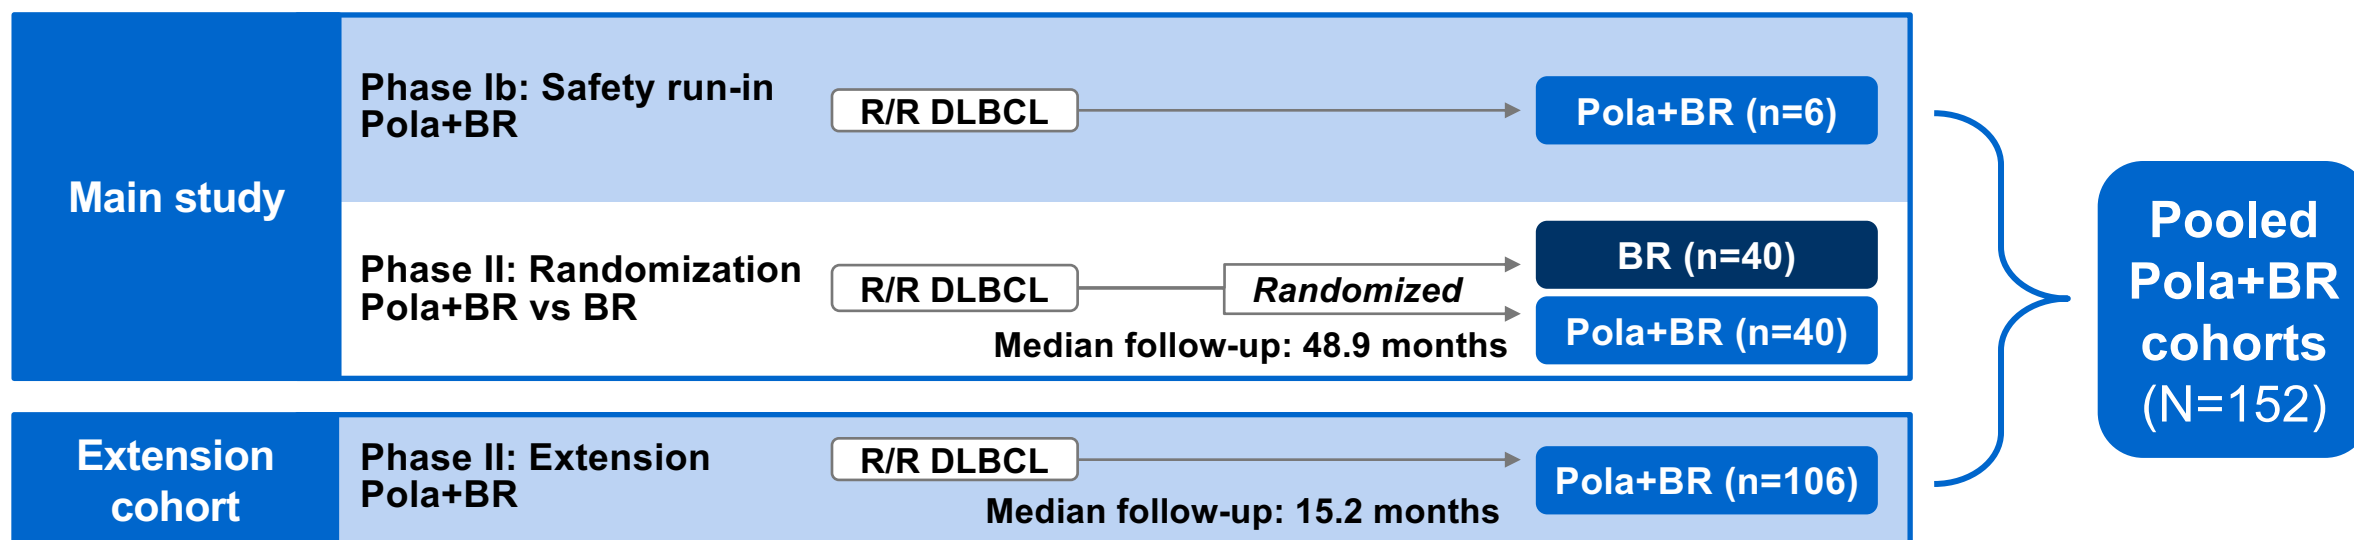 Main study
Phase Ib: Safety run-in
Pola+BR
R/R DLBCL
Pola+BR (n=6)
Phase II: Randomization
Pola+BR vs BR
R/R DLBCL
Randomized
Median follow-up: 48.9 months
BR (n=40)
Pola+BR (n=40)
Extension
cohort
Phase II: Extension
Pola+BR
R/R DLBCL
Median follow-up: 15.2 months
Pola+BR (n=106)
Pooled
Pola+BR
cohorts
(N=152)